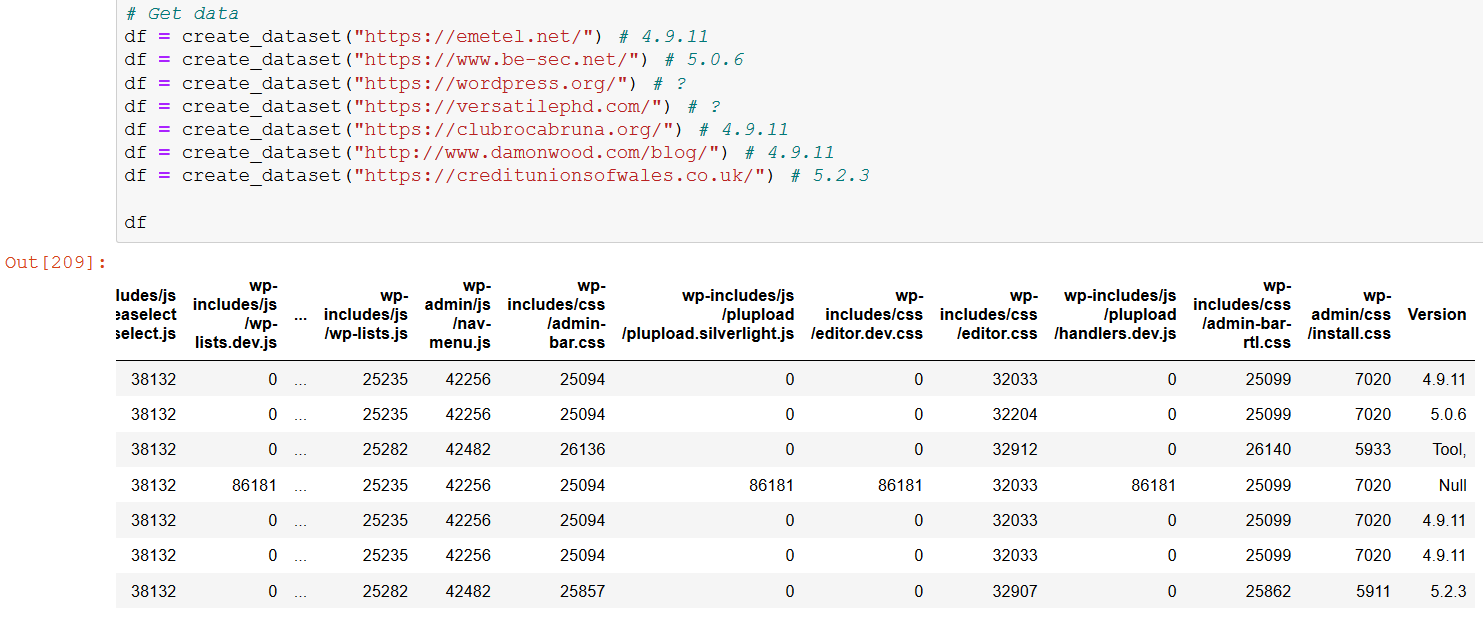 # Get data
df = create_dataset("https://emetel.net/") # 4.9.11
df = create_dataset("https://www.be-sec.net/") # 5.0.6
df = create_dataset("https://wordpress.org/") # ?
df = create_dataset("https://versatilephd.com/") # ?
df = create_dataset("https://clubrocabruna.org/") # 4.9.11
df = create_dataset("http://www.damonwood.com/blog/") # 4.9.11
df = create_dataset("https://creditunionsofwales.co.uk/") # 5.2.3
df
Out[209]:
ludes/js easelect select.js wp-includes/js/wp-lists.dev.js ... wp-includes/js/wp-lists.js wp-admin/js/nav-menu.js wp-includes/css/admin-bar.css wp-includes/js/plupload/plupload.silverlight.js wp-includes/css/editor.dev.css wp-includes/css/editor.css wp-includes/js/plupload/handlers.dev.js wp-includes/css/admin-bar-rtl.css wp-admin/css/install.css Version
38132 0 ... 25235 42256 25094 0 0 32033 0 25099 7020 4.9.11
38132 0 ... 25235 42256 25094 0 0 32204 0 25099 7020 5.0.6
38132 0 ... 25282 42482 26136 0 0 32912 0 26140 5933 Tool,
38132 86181 ... 25235 42256 25094 86181 86181 32033 86181 25099 7020 Null
38132 0 ... 25235 42256 25094 0 0 32033 0 25099 7020 4.9.11
38132 0 ... 25235 42256 25094 0 0 32033 0 25099 7020 4.9.11
38132 0 ... 25282 42482 25857 0 0 32907 0 25862 5911 5.2.3